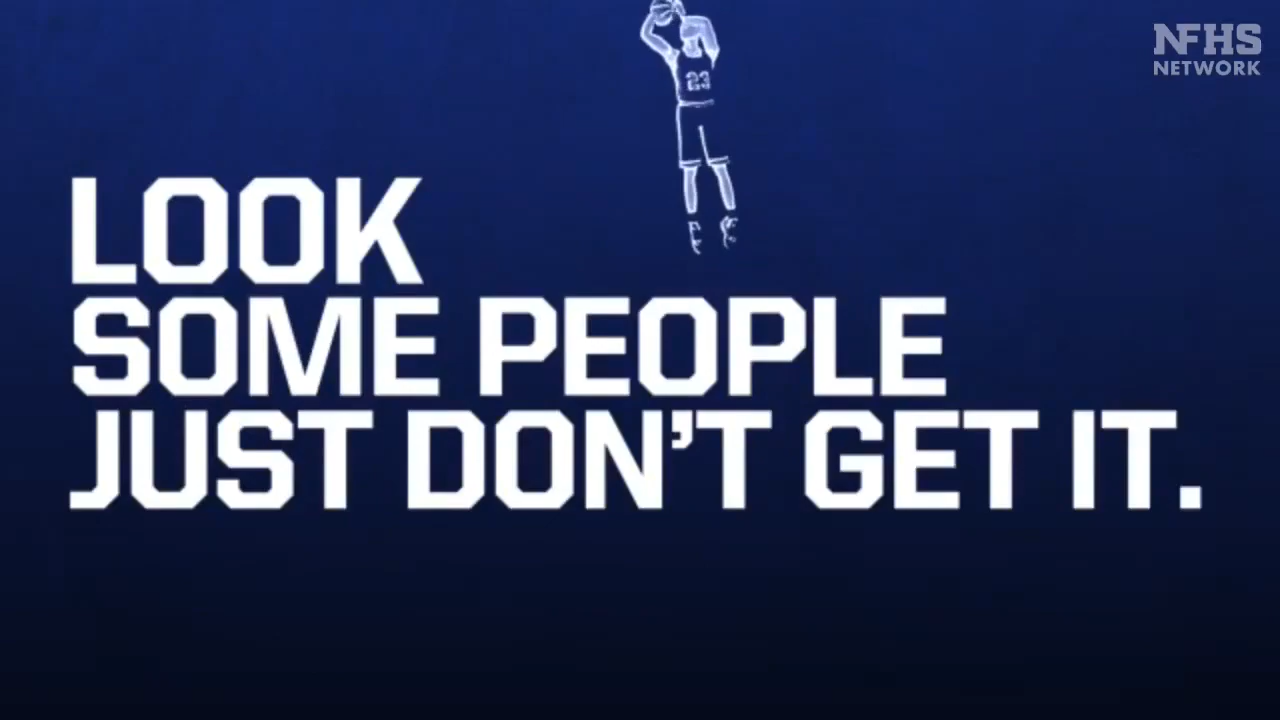 NFHS
NETWORK
23
LOOK
SOME PEOPLE
JUST DON'T GET IT.